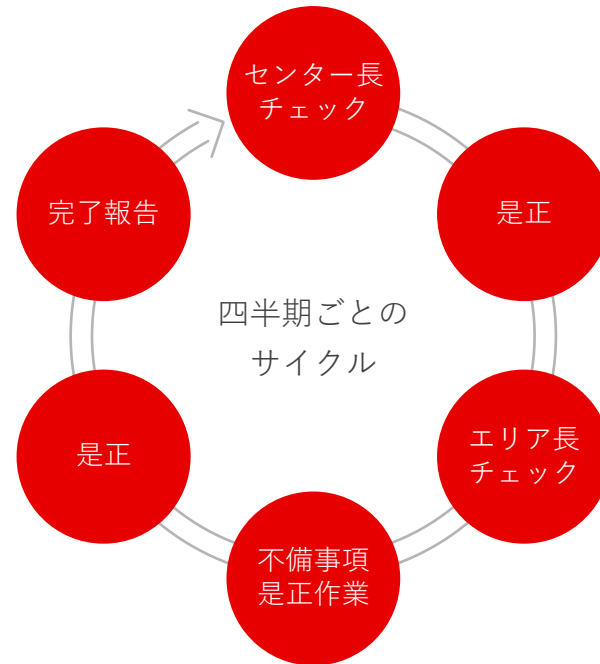 センター長
チェック
是正
エリア長
チェック
不備事項
是正作業
是正
完了報告
四半期ごとの
サイクル